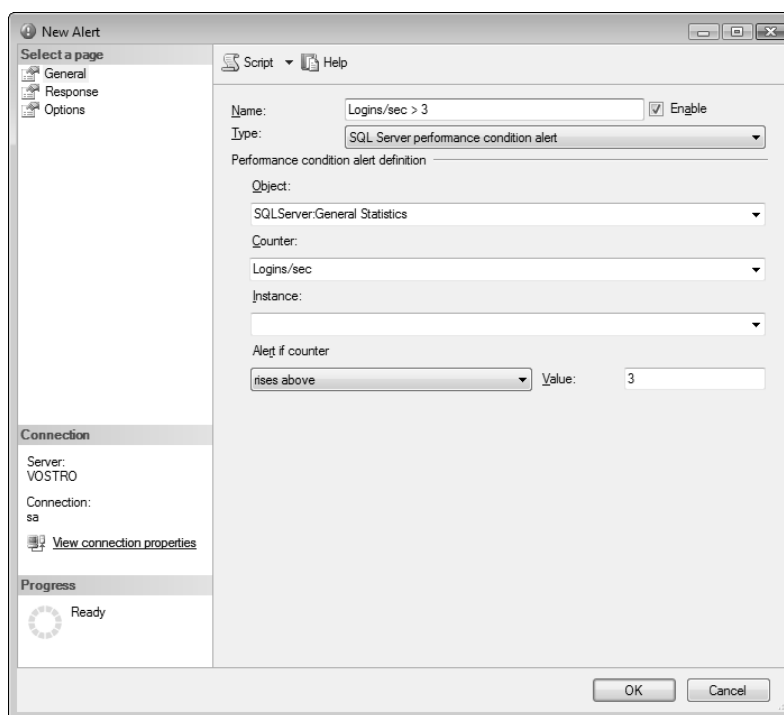 New Alert
Select a page
General
Response
Options
Script
Help
Name:
Logins/sec > 3
Enable
Type:
SQL Server performance condition alert
Performance condition alert definition
Object:
SQLServer:General Statistics
Counter:
Logins/sec
Instance:
Alert if counter
rises above
Value:
3
Connection
Server:
VOSTRO
Connection:
sa
View connection properties
Progress
Ready
OK
Cancel